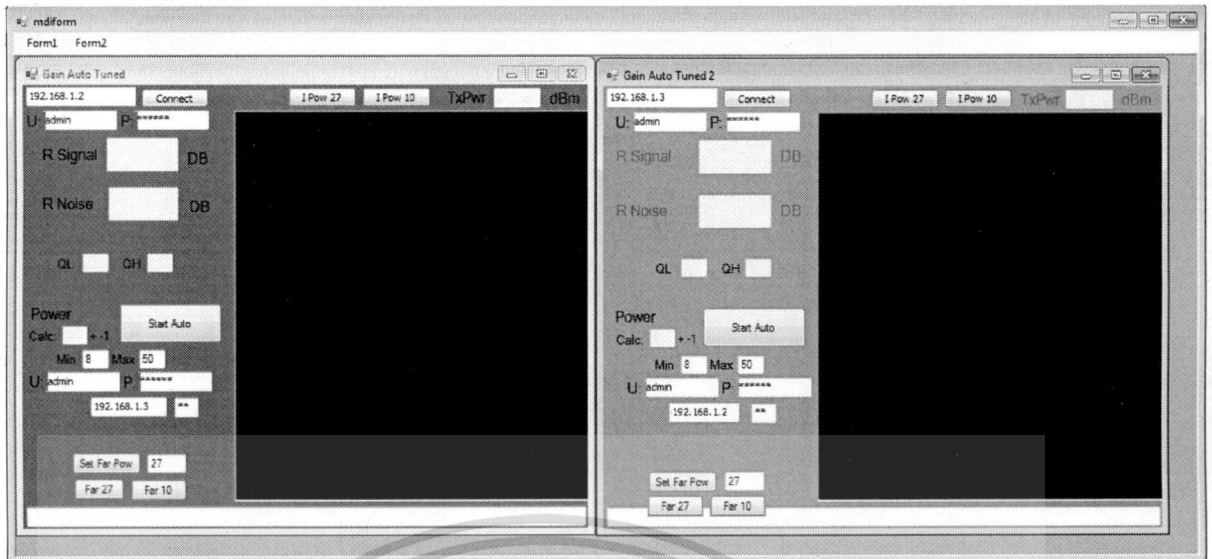 mdiform
Form1 Form2
Gain Auto Tuned
192.168.1.2 Connect I Pow 27 I Pow 10 TxPwr dBm
U: admin P: ******
R Signal DB
R Noise DB
QL QH
Power
Calc. + -1 Start Auto
Min 8 Max 50
U: admin P ******
192.168.1.3 **
Set Far Pow 27
Far 27 Far 10
Gain Auto Tuned 2
192.168.1.3 Connect I Pow 27 I Pow 10 TxPwr dBm
U: admin P: ******
R Signal DB
R Noise DB
QL QH
Power
Calc. + -1 Start Auto
Min 8 Max 50
U: admin P ******
192.168.1.2 **
Set Far Pow 27
Far 27 Far 10